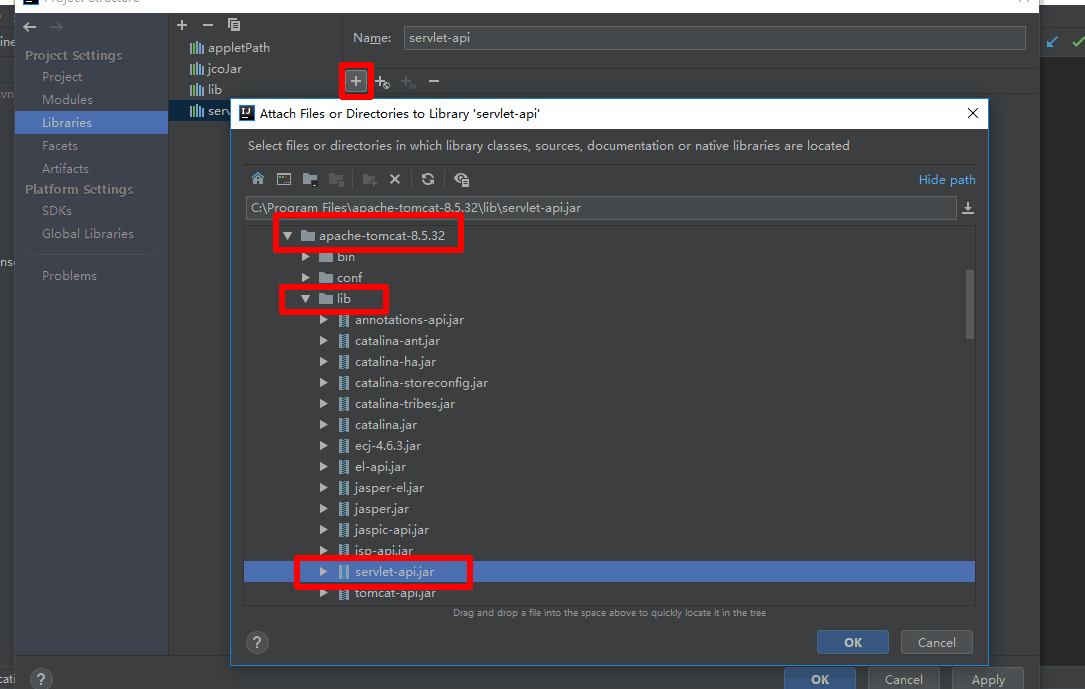 Project Structure
Project Settings
Project
Modules
Libraries
Facets
Artifacts
Platform Settings
SDKs
Global Libraries
Problems
appletPath
jcoJar
lib
serv
Name:
servlet-api
Attach Files or Directories to Library 'servlet-api'
Select files or directories in which library classes, sources, documentation or native libraries are located
Hide path
C:\Program Files\apache-tomcat-8.5.32\lib\servlet-api.jar
apache-tomcat-8.5.32
bin
conf
lib
annotations-api.jar
catalina-ant.jar
catalina-ha.jar
catalina-storeconfig.jar
catalina-tribes.jar
catalina.jar
ecj-4.6.3.jar
el-api.jar
jasper-el.jar
jasper.jar
jaspic-api.jar
jsp-api.jar
servlet-api.jar
tomcat-api.jar
Drag and drop a file into the space above to quickly locate it in the tree
?
OK
Cancel
?
OK
Cancel
Apply